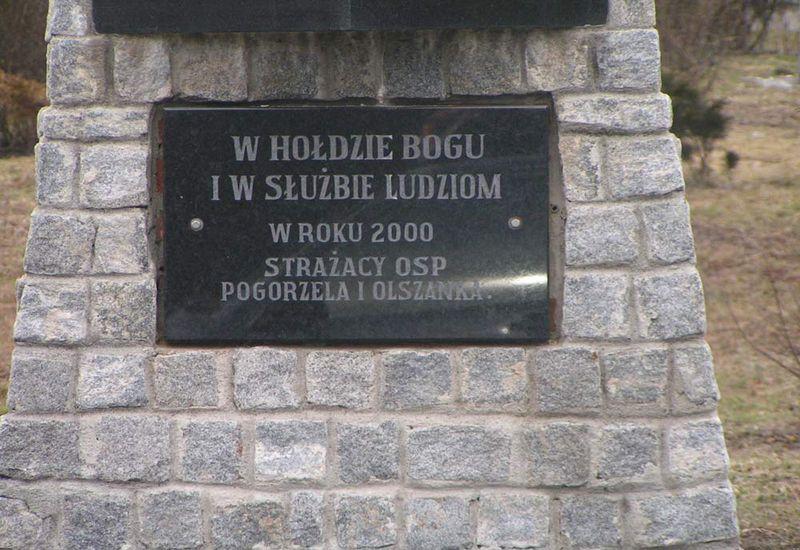 W HOŁDZIE BOGU
I W SŁUŻBIE LUDZIOM
W ROKU 2000
STRAŻACY OSP
POGORZELA I OLSZANKA.